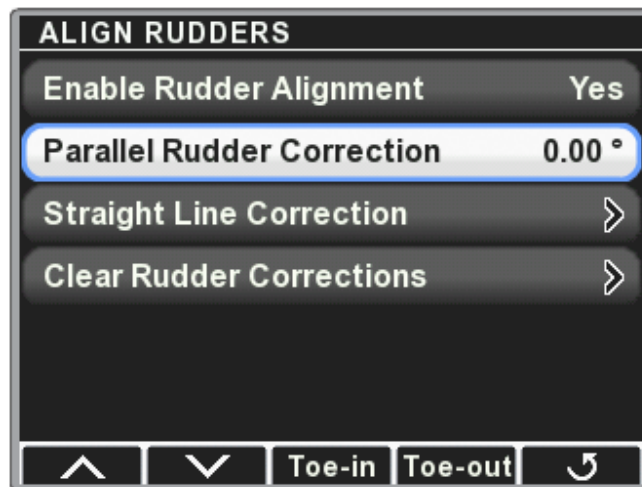 ALIGN RUDDERS
Enable Rudder Alignment Yes
Parallel Rudder Correction 0.00 °
Straight Line Correction
Clear Rudder Corrections
Toe-in Toe-out